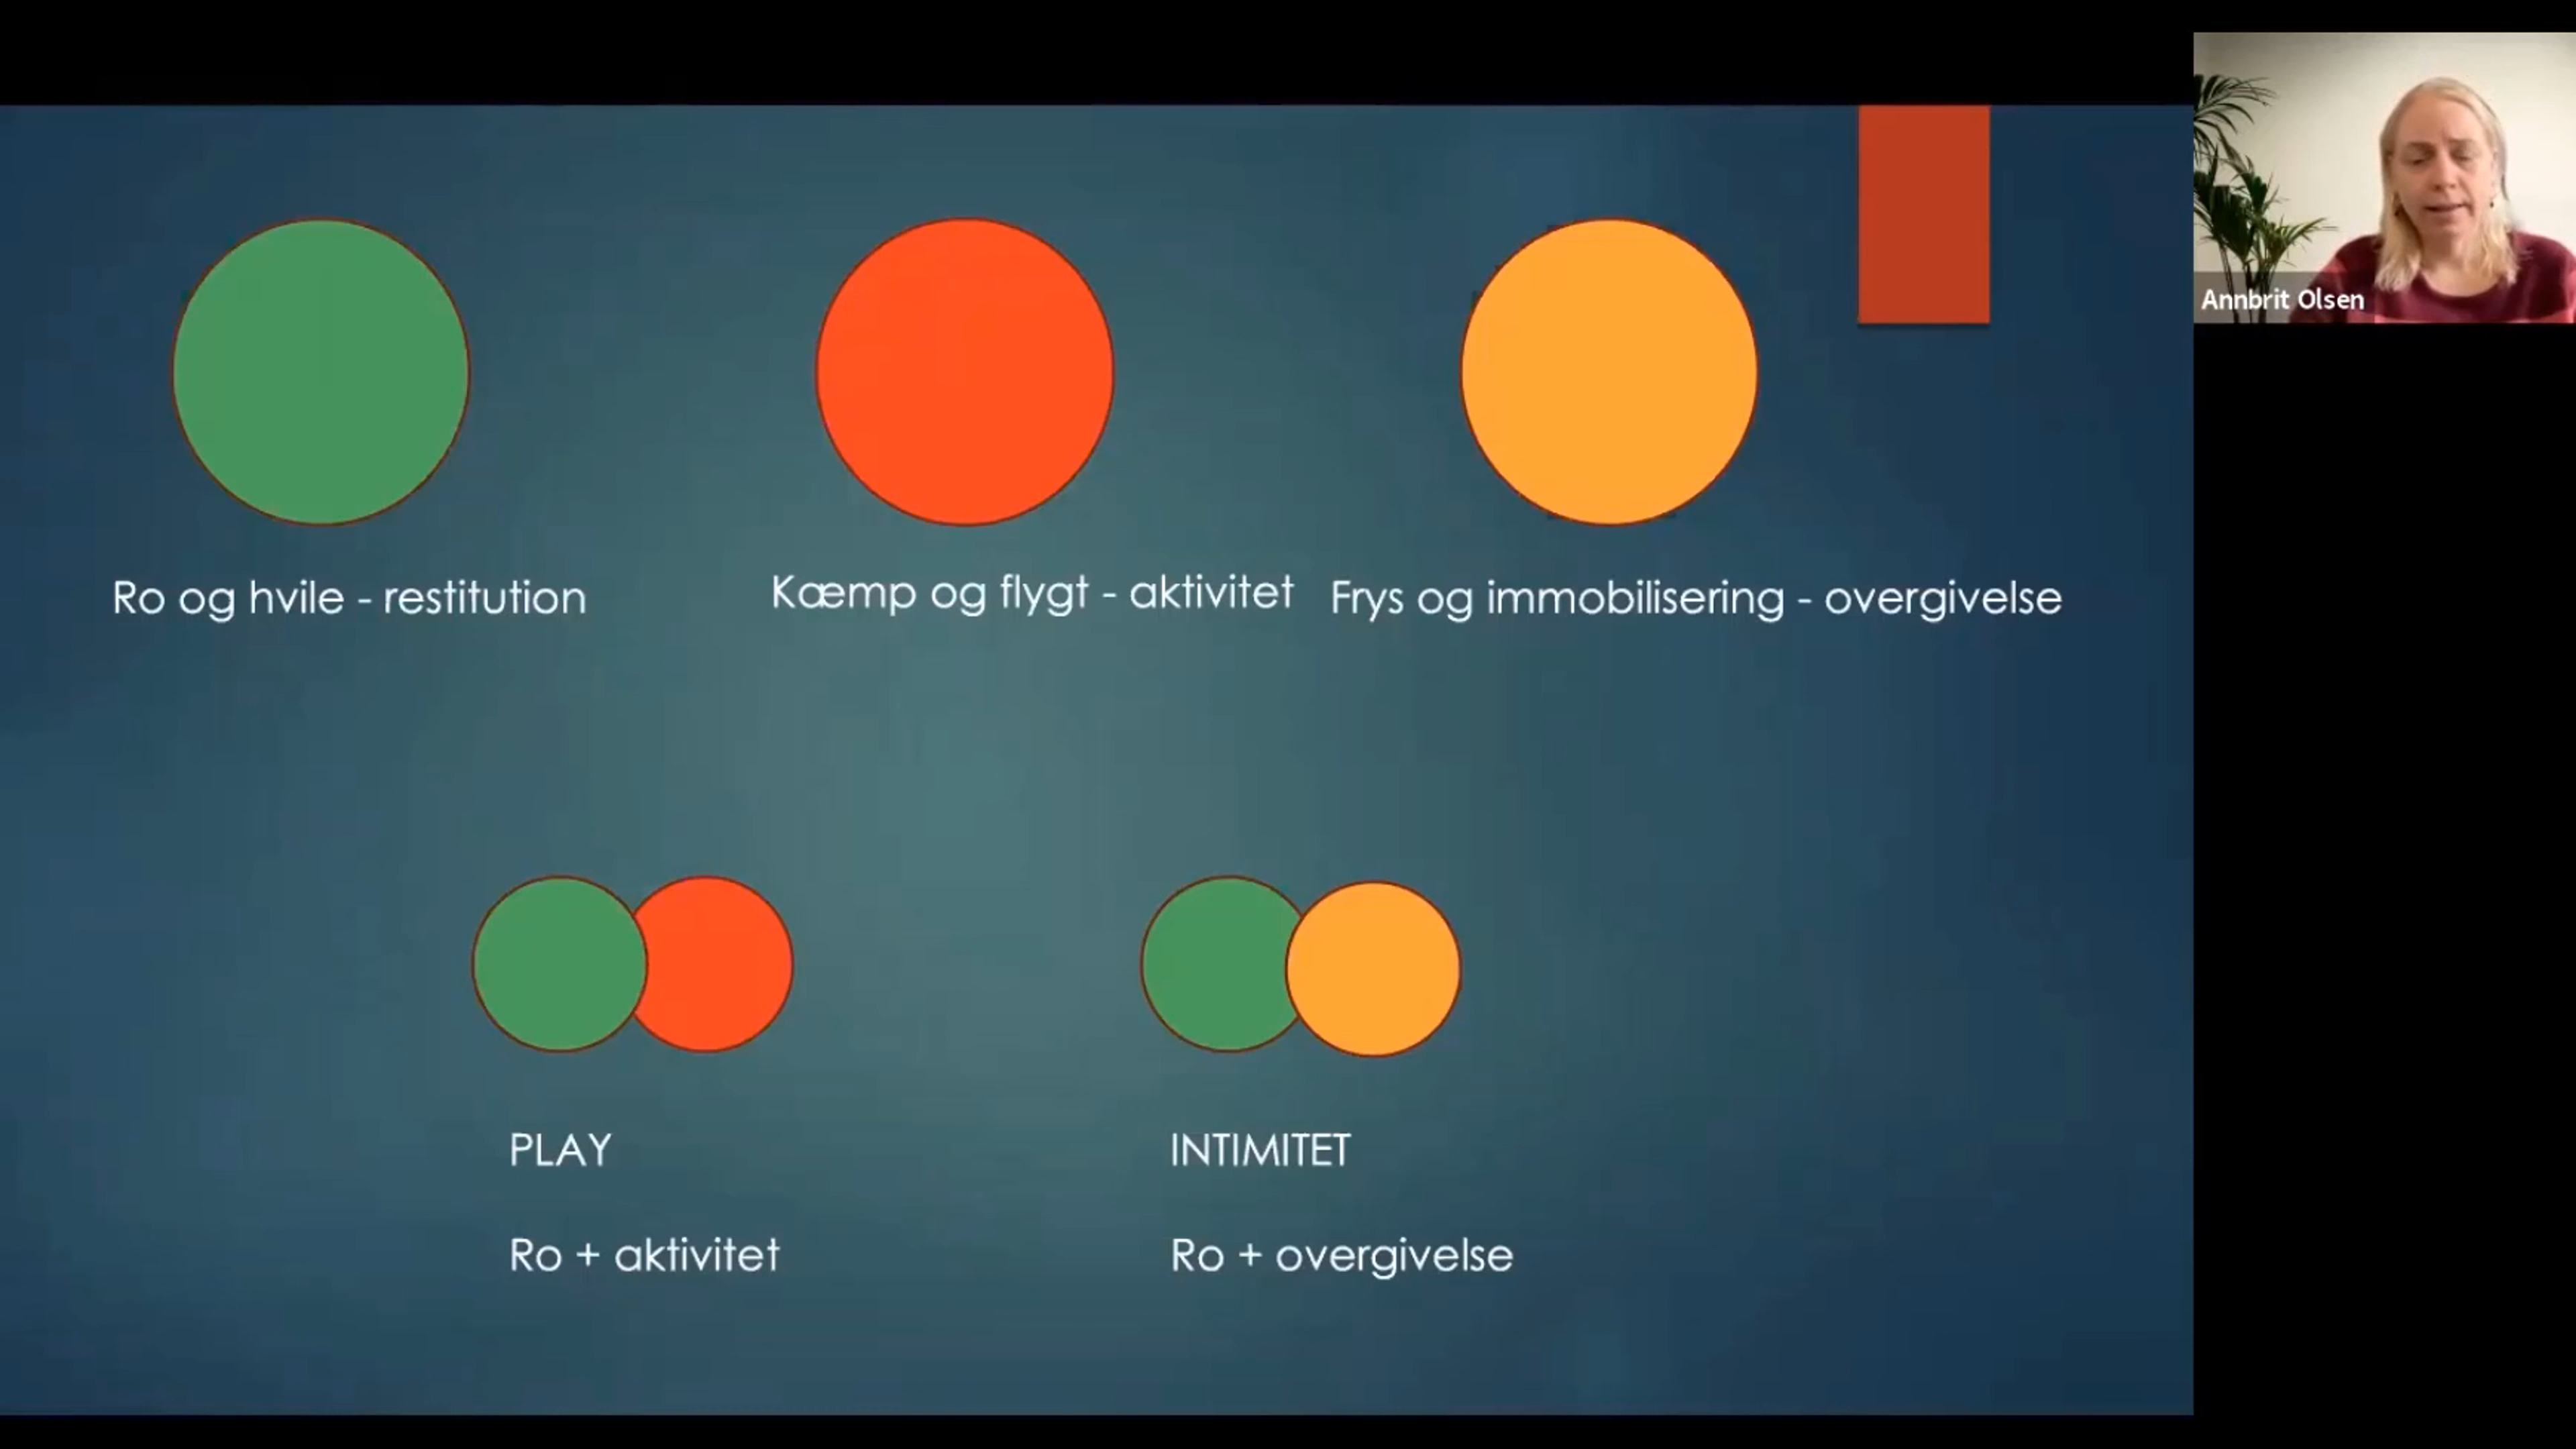 Annbrit Olsen
Ro og hvile - restitution
Kæmp og flygt - aktivitet
Frys og immobilisering - overgivelse
PLAY
Ro + aktivitet
INTIMITET
Ro + overgivelse